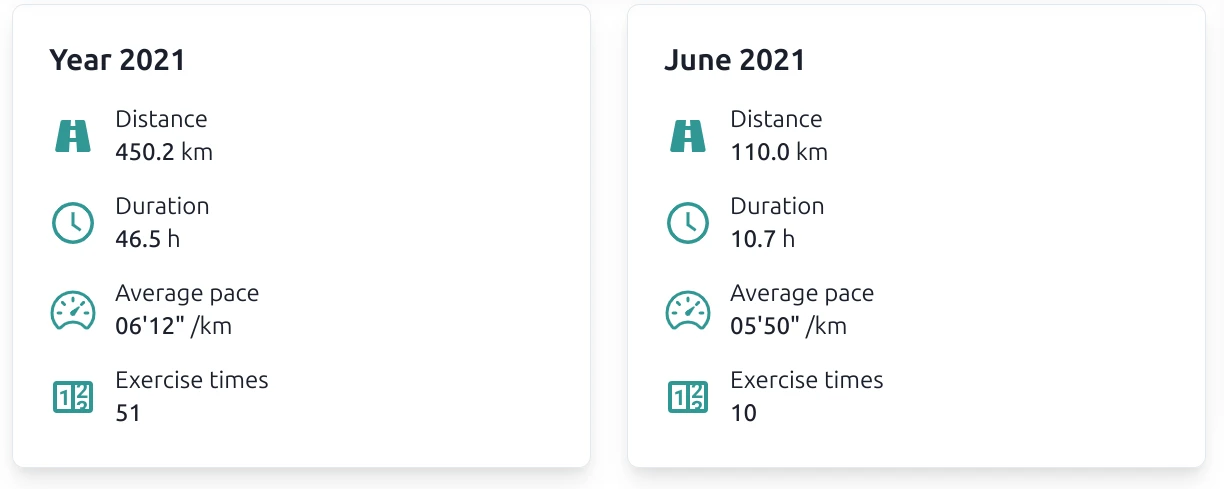 Year 2021
Distance
450.2 km
Duration
46.5 h
Average pace
06'12" /km
Exercise times
51
June 2021
Distance
110.0 km
Duration
10.7 h
Average pace
05'50" /km
Exercise times
10